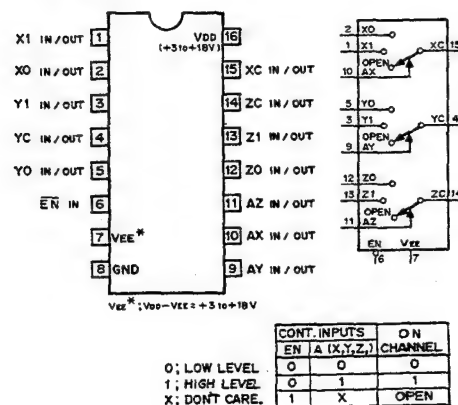 X1 IN/OUT 1
X0 IN/OUT 2
Y1 IN/OUT 3
YC IN/OUT 4
Y0 IN/OUT 5
EN IN 6
7 VEE*
8 GND
VDD 16
(+3 to +18V)
15 XC IN/OUT
14 ZC IN/OUT
13 Z1 IN/OUT
12 Z0 IN/OUT
11 AZ IN/OUT
10 AX IN/OUT
9 AY IN/OUT
VEE*; VDD-VEE = +3 to +18V
2 X0
1 X1 XC 15
OPEN
10 AX
5 Y0
3 Y1 YC 4
OPEN
9 AY
12 Z0
13 Z1 ZC 14
OPEN
11 AZ
EN VEE
6 7
CONT. INPUTS ON CHANNEL
EN A (X,Y,Z,)
0 0 0
0 1 1
1 X OPEN
0; LOW LEVEL
1; HIGH LEVEL
X; DON'T CARE.